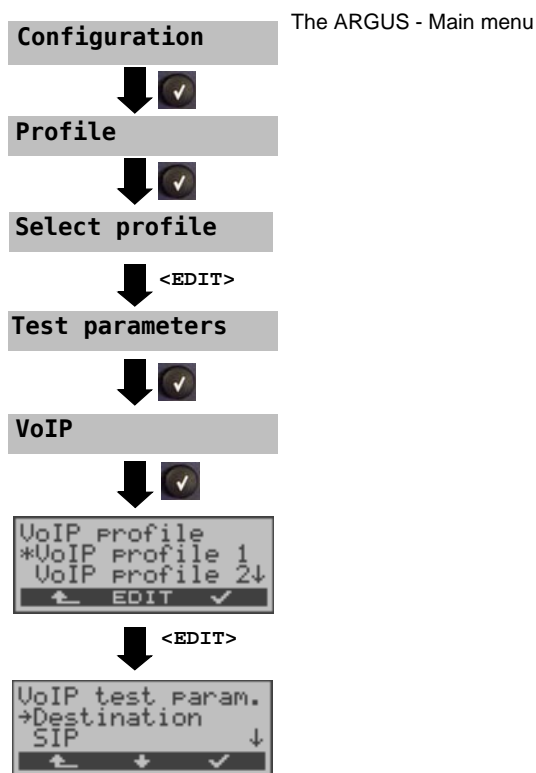 The ARGUS - Main menu
Configuration
Profile
Select profile
<EDIT>
Test parameters
VoIP
VoIP profile
*VoIP profile 1
VoIP profile 2↓
EDIT ✓
<EDIT>
VoIP test param.
→Destination
SIP ↓